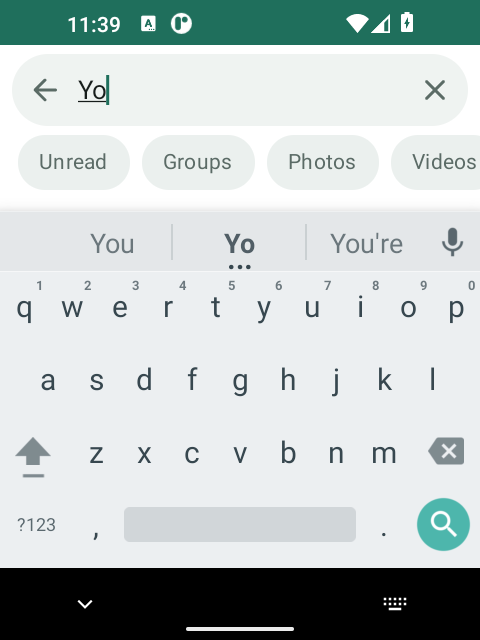 11:39
Yo
Unread Groups Photos Videos
You Yo You're
1 2 3 4 5 6 7 8 9 0
q w e r t y u i o p
a s d f g h j k l
z x c v b n m
?123 , .